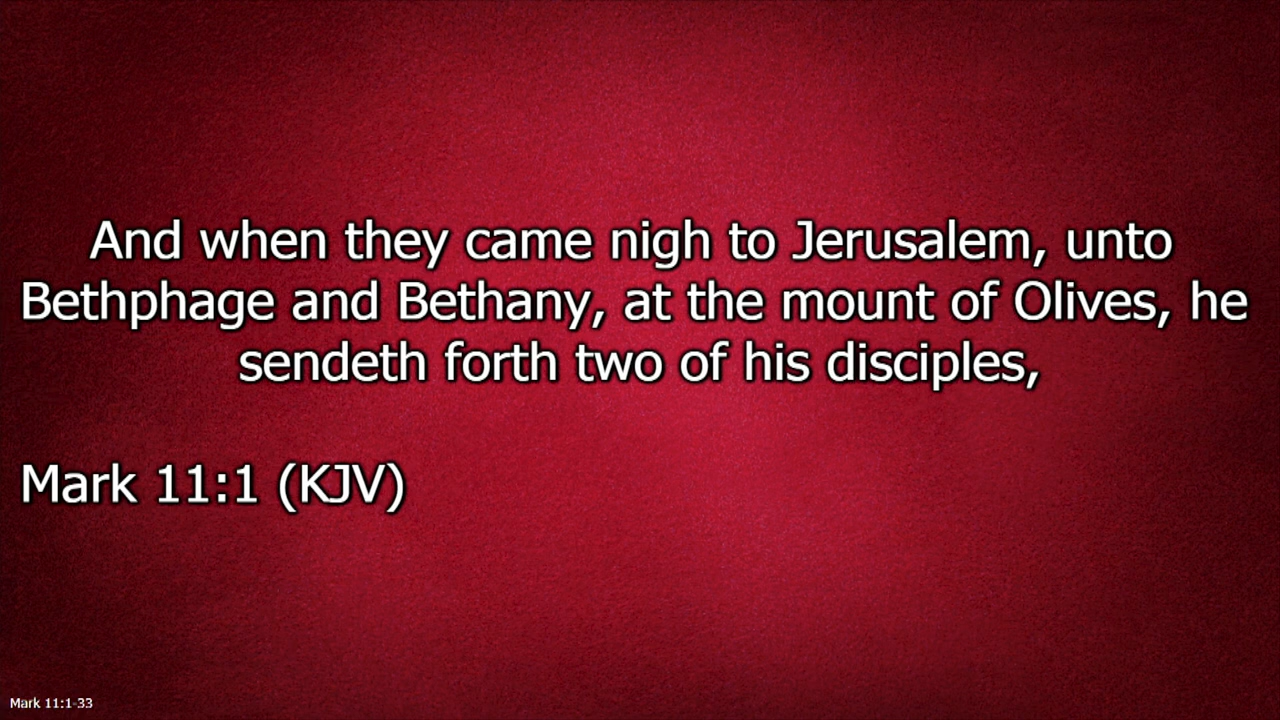 And when they came nigh to Jerusalem, unto
Bethphage and Bethany, at the mount of Olives, he
sendeth forth two of his disciples,
Mark 11:1 (KJV)
Mark 11:1-33